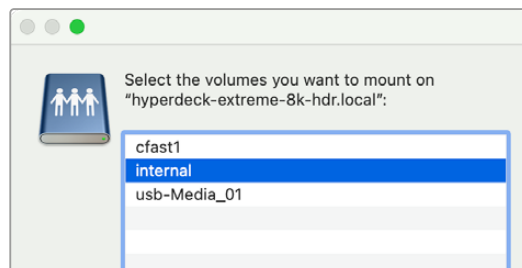 Select the volumes you want to mount on
“hyperdeck-extreme-8k-hdr.local”:
cfast1
internal
usb-Media_01